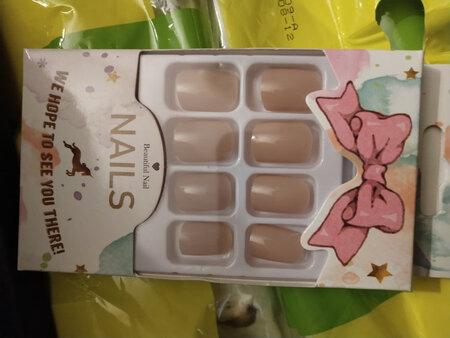 WE HOPE TO SEE YOU THERE!
NAILS
Beautiful Nail